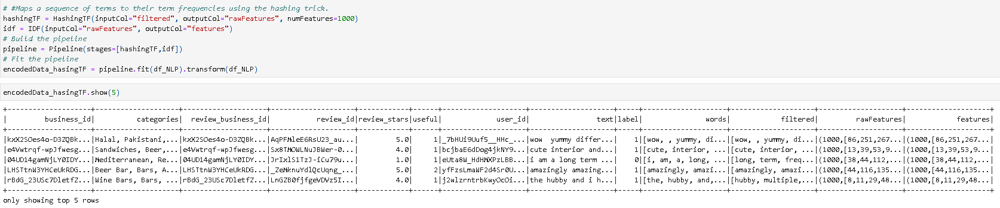 # #Maps a sequence of terms to their term frequencies using the hashing trick.
hashingTF = HashingTF(inputCol="filtered", outputCol="rawFeatures", numFeatures=1000)
idf = IDF(inputCol="rawFeatures", outputCol="features")
# Build the pipeline
pipeline = Pipeline(stages=[hashingTF,idf])
# Fit the pipeline
encodedData_hasingTF = pipeline.fit(df_NLP).transform(df_NLP)
encodedData_hasingTF.show(5)
+--------------------+--------------------+--------------------+--------------------+------------+------+--------------------+--------------------+-----+--------------------+--------------------+--------------------+--------------------+
|         business_id|          categories|  review_business_id|           review_id|review_stars|useful|             user_id|                text|label|               words|            filtered|         rawFeatures|            features|
+--------------------+--------------------+--------------------+--------------------+------------+------+--------------------+--------------------+-----+--------------------+--------------------+--------------------+--------------------+
|kxX2SOes4o-D3ZQBk...|Halal, Pakistani,...|kxX2SOes4o-D3ZQBk...|AqPFMleE6RsU23_au...|         5.0|     1|_7bHUi9Uuf5__HHc_...|wow  yummy differ...|    1|[wow, , yummy, di...|[wow, , yummy, di...|(1000,[86,251,267...|(1000,[86,251,267...|
|e4Vwtrqf-wpJfwesg...|Sandwiches, Beer,...|e4Vwtrqf-wpJfwesg...|Sx8TMOWLNuJBWer-0...|         4.0|     1|bcjbaE6dDog4jkNY9...|cute interior and...|    1|[cute, interior, ...|[cute, interior, ...|(1000,[13,39,53,9...|(1000,[13,39,53,9...|
|04UD14gamNjLY0IDY...|Mediterranean, Re...|04UD14gamNjLY0IDY...|JrIxlS1TzJ-iCu79u...|         1.0|     1|eUta8W_HdHMXPzLBB...|i am a long term ...|    0|[i, am, a, long, ...|[long, term, freq...|(1000,[38,44,112,...|(1000,[38,44,112,...|
|LHSTtnW3YHCeUkRDG...|Beer Bar, Bars, A...|LHSTtnW3YHCeUkRDG...|_ZeMknuYdlQcUqng_...|         5.0|     2|yfFzsLmaWF2d4Sr0U...|amazingly amazing...|    1|[amazingly, amazi...|[amazingly, amazi...|(1000,[44,116,135...|(1000,[44,116,135...|
|rBdG_23USc7DletfZ...|Wine Bars, Bars, ...|rBdG_23USc7DletfZ...|LnGZB0fjfgeVDVz5I...|         4.0|     1|j2wlzrntrbKwyOcOi...|the hubby and i h...|    1|[the, hubby, and,...|[hubby, multiple,...|(1000,[8,11,29,48...|(1000,[8,11,29,48...|
+--------------------+--------------------+--------------------+--------------------+------------+------+--------------------+--------------------+-----+--------------------+--------------------+--------------------+--------------------+
only showing top 5 rows